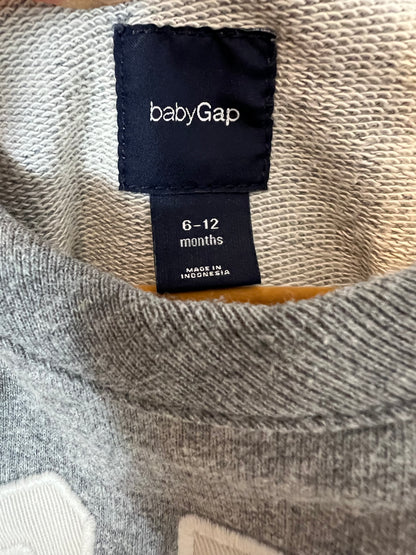 babyGap
6-12
months
MADE IN
INDONESIA